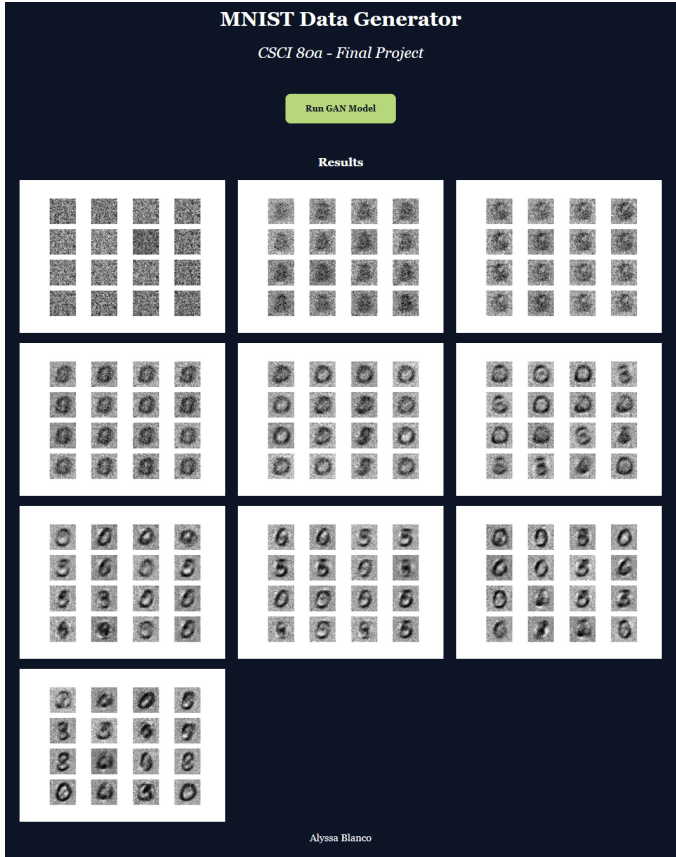 MNIST Data Generator
CSCI 80a - Final Project
Run GAN Model
Results
Alyssa Blanco